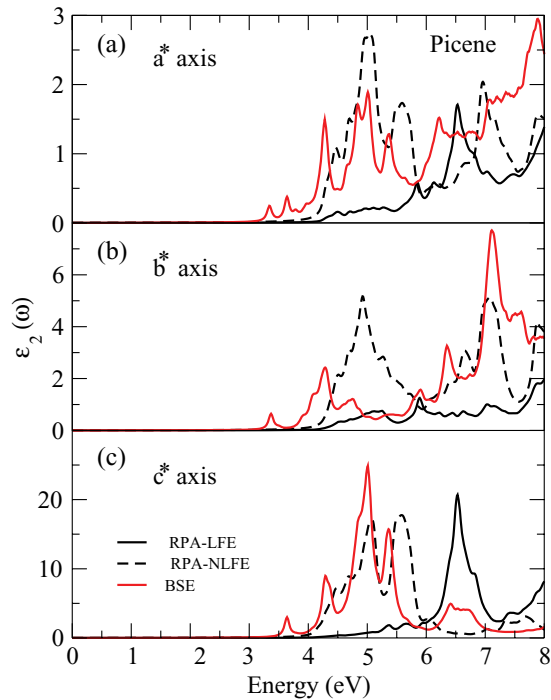 3
(a)
a* axis
Picene
2
1
0
(b)
b* axis
6
4
2
0
ε₂(ω)
(c)
c* axis
20
10
0
RPA-LFE
RPA-NLFE
BSE
0 1 2 3 4 5 6 7 8
Energy (eV)